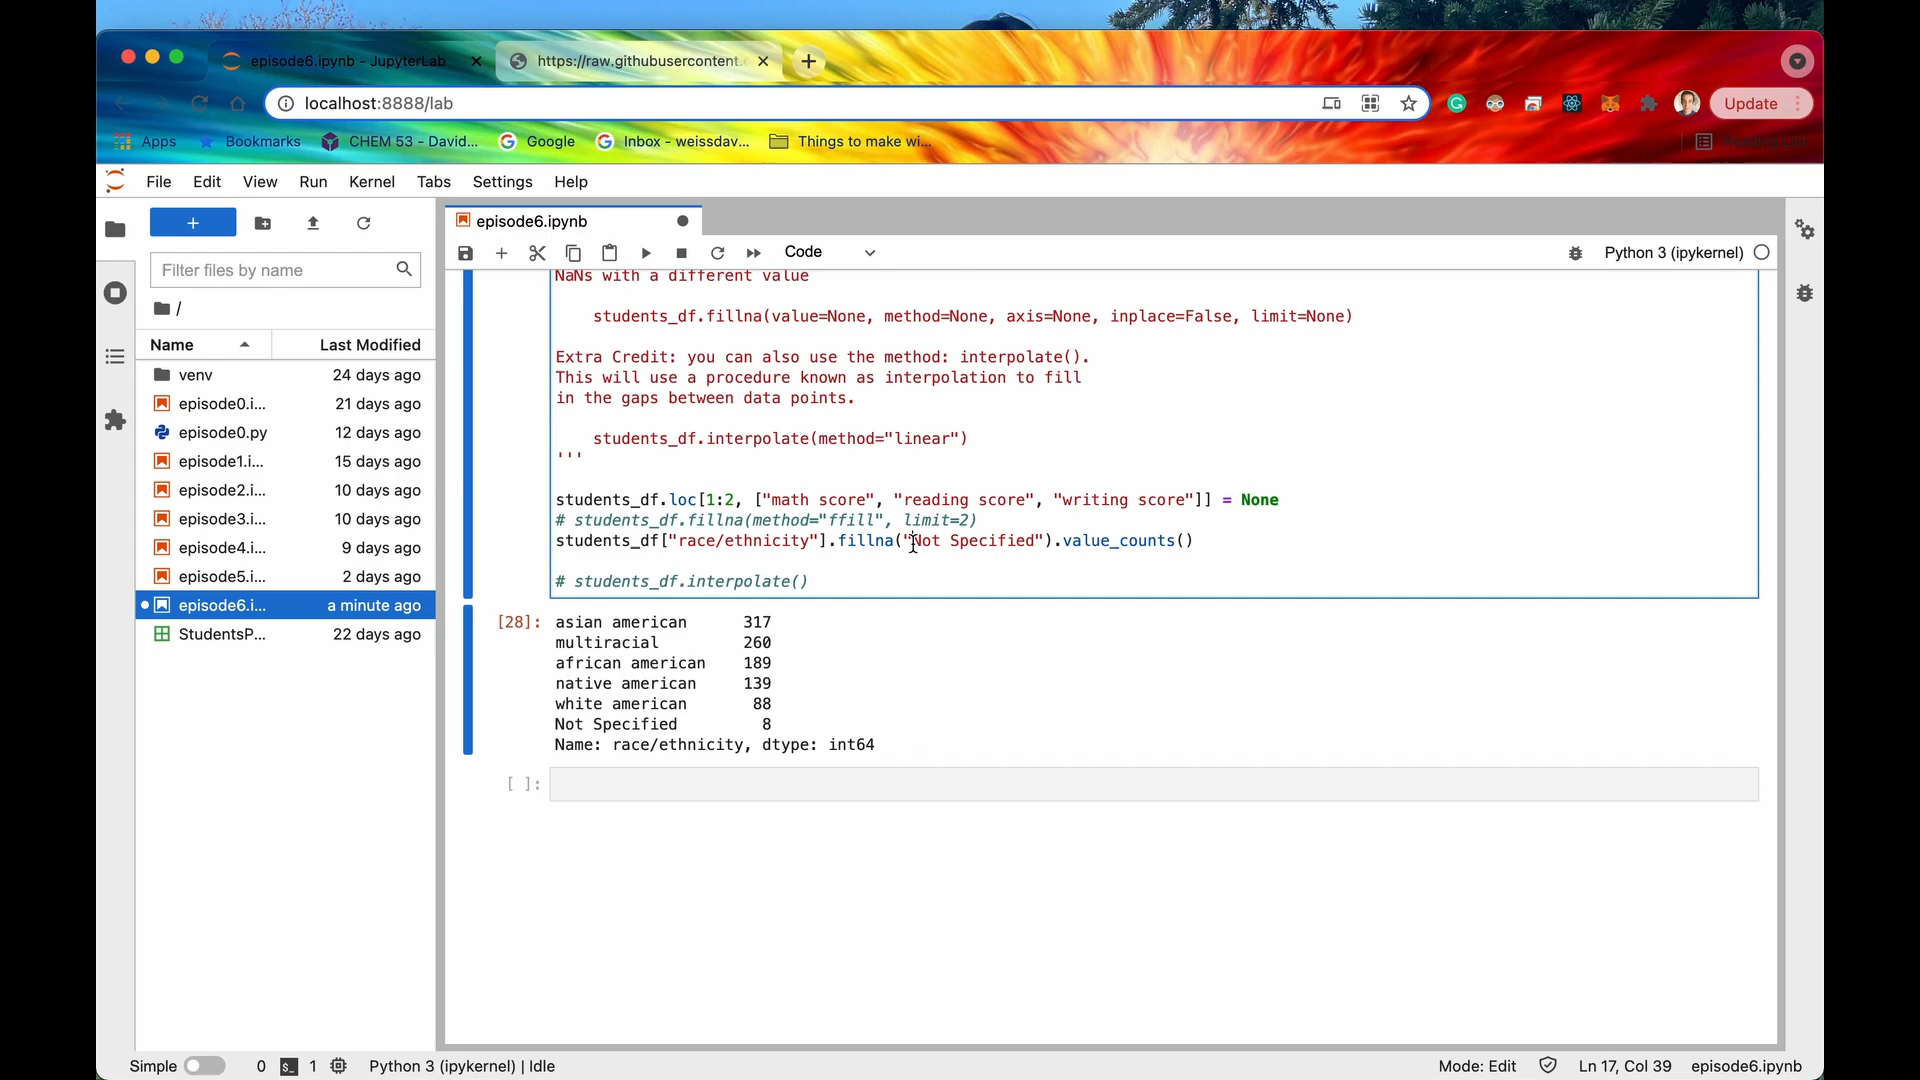 episode6.ipynb - JupyterLab
https://raw.githubusercontent.
localhost:8888/lab
Update
Apps
Bookmarks
CHEM 53 - David...
Google
Inbox - weissdav...
Things to make wi...
Reading List
File Edit View Run Kernel Tabs Settings Help
episode6.ipynb
Code
Python 3 (ipykernel)
Filter files by name
/
Name Last Modified
venv 24 days ago
episode0.i... 21 days ago
episode0.py 12 days ago
episode1.i... 15 days ago
episode2.i... 10 days ago
episode3.i... 10 days ago
episode4.i... 9 days ago
episode5.i... 2 days ago
episode6.i... a minute ago
StudentsP... 22 days ago
NaNs with a different value
students_df.fillna(value=None, method=None, axis=None, inplace=False, limit=None)
Extra Credit: you can also use the method: interpolate().
This will use a procedure known as interpolation to fill
in the gaps between data points.
students_df.interpolate(method="linear")
'''
students_df.loc[1:2, ["math score", "reading score", "writing score"]] = None
# students_df.fillna(method="ffill", limit=2)
students_df["race/ethnicity"].fillna("Not Specified").value_counts()
# students_df.interpolate()
[28]: asian american 317
multiracial 260
african american 189
native american 139
white american 88
Not Specified 8
Name: race/ethnicity, dtype: int64
[ ]:
Simple 0 1 Python 3 (ipykernel) | Idle
Mode: Edit Ln 17, Col 39 episode6.ipynb